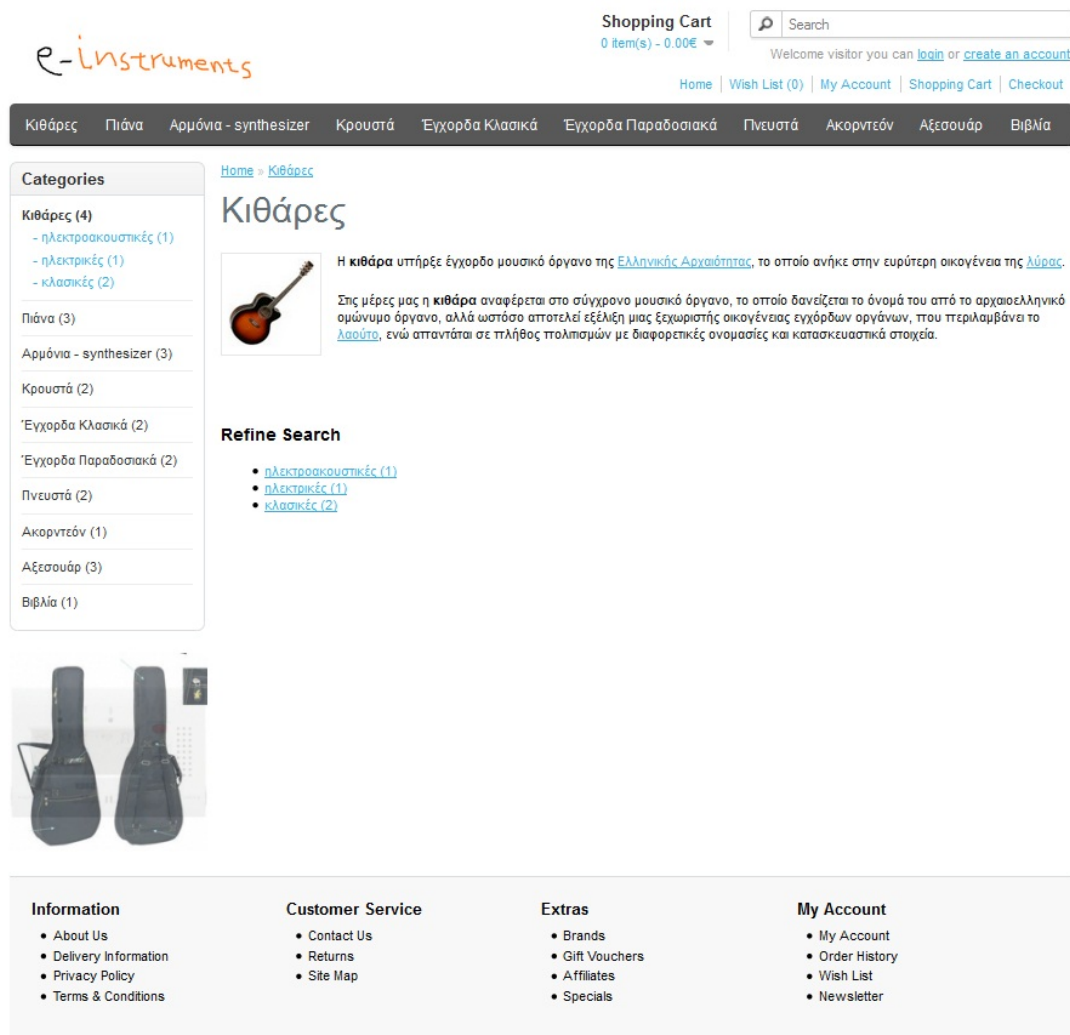 e-instruments
Shopping Cart
0 item(s) - 0.00€
Search
Welcome visitor you can login or create an account
Home
Wish List (0)
My Account
Shopping Cart
Checkout
Κιθάρες
Πιάνα
Αρμόνια - synthesizer
Κρουστά
Έγχορδα Κλασικά
Έγχορδα Παραδοσιακά
Πνευστά
Ακορντεόν
Αξεσουάρ
Βιβλία
Categories
Κιθάρες (4)
- ηλεκτροακουστικές (1)
- ηλεκτρικές (1)
- κλασικές (2)
Πιάνα (3)
Αρμόνια - synthesizer (3)
Κρουστά (2)
Έγχορδα Κλασικά (2)
Έγχορδα Παραδοσιακά (2)
Πνευστά (2)
Ακορντεόν (1)
Αξεσουάρ (3)
Βιβλία (1)
Home » Κιθάρες
Κιθάρες
Η κιθάρα υπήρξε έγχορδο μουσικό όργανο της Ελληνικής Αρχαιότητας, το οποίο ανήκε στην ευρύτερη οικογένεια της λύρας.
Στις μέρες μας η κιθάρα αναφέρεται στο σύγχρονο μουσικό όργανο, το οποίο δανείζεται το όνομά του από το αρχαιοελληνικό
ομώνυμο όργανο, αλλά ωστόσο αποτελεί εξέλιξη μιας ξεχωριστής οικογένειας εγχόρδων οργάνων, που περιλαμβάνει το
λαούτο, ενώ απαντάται σε πλήθος πολιτισμών με διαφορετικές ονομασίες και κατασκευαστικά στοιχεία.
Refine Search
ηλεκτροακουστικές (1)
ηλεκτρικές (1)
κλασικές (2)
Information
About Us
Delivery Information
Privacy Policy
Terms & Conditions
Customer Service
Contact Us
Returns
Site Map
Extras
Brands
Gift Vouchers
Affiliates
Specials
My Account
My Account
Order History
Wish List
Newsletter